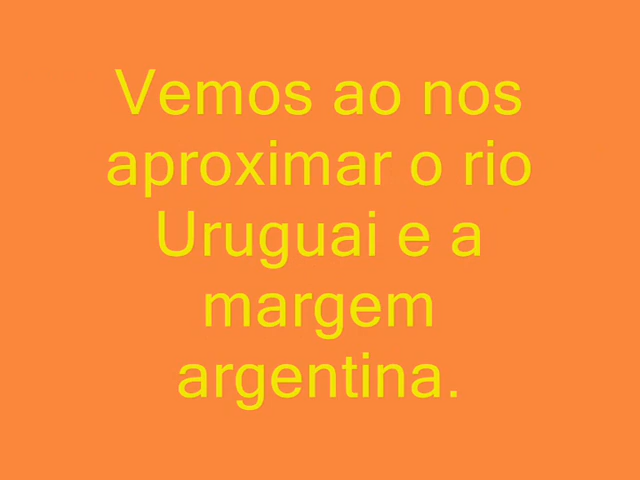 Vemos ao nos
aproximar o rio
Uruguai e a
margem
argentina.